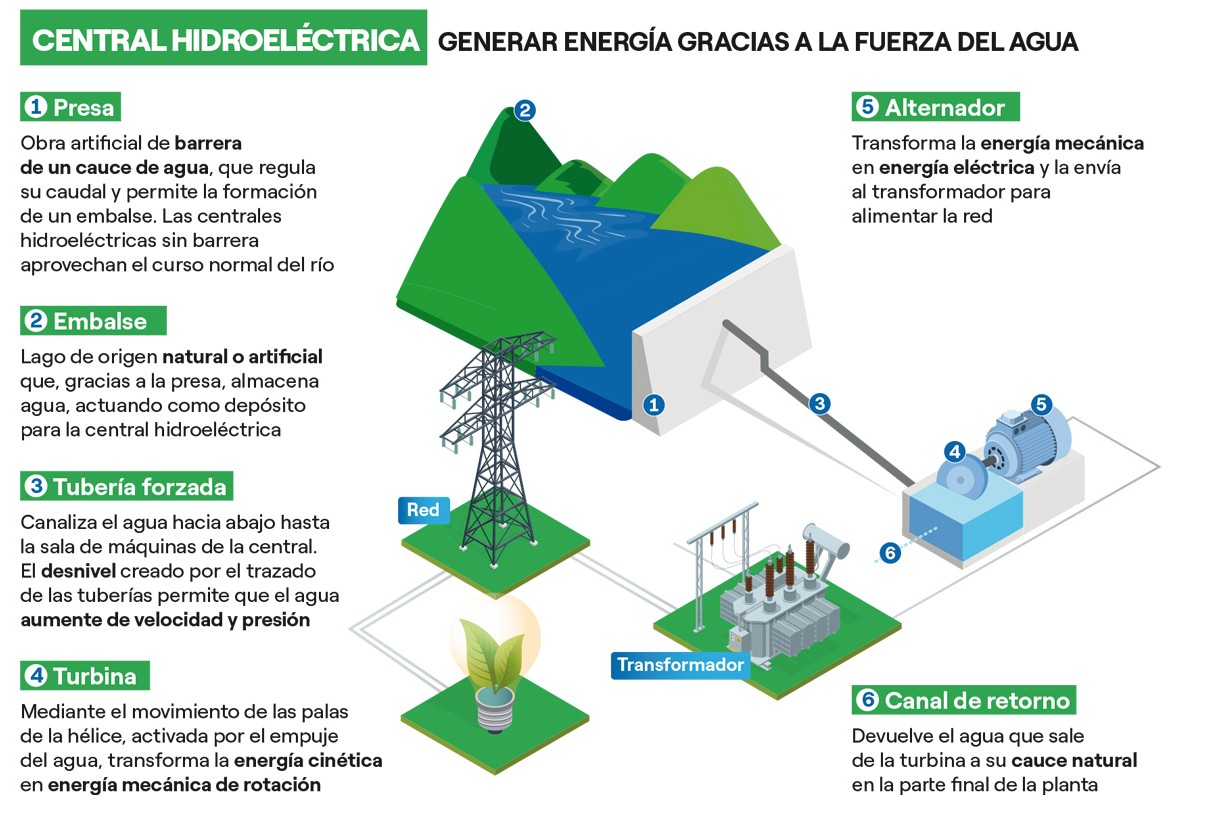 CENTRAL HIDROELÉCTRICA GENERAR ENERGÍA GRACIAS A LA FUERZA DEL AGUA
1 Presa
Obra artificial de barrera
de un cauce de agua, que regula
su caudal y permite la formación
de un embalse. Las centrales
hidroeléctricas sin barrera
aprovechan el curso normal del río
2 Embalse
Lago de origen natural o artificial
que, gracias a la presa, almacena
agua, actuando como depósito
para la central hidroeléctrica
3 Tubería forzada
Canaliza el agua hacia abajo hasta
la sala de máquinas de la central.
El desnivel creado por el trazado
de las tuberías permite que el agua
aumente de velocidad y presión
4 Turbina
Mediante el movimiento de las palas
de la hélice, activada por el empuje
del agua, transforma la energía cinética
en energía mecánica de rotación
2
1
3
4
5
6
Red
Transformador
5 Alternador
Transforma la energía mecánica
en energía eléctrica y la envía
al transformador para
alimentar la red
6 Canal de retorno
Devuelve el agua que sale
de la turbina a su cauce natural
en la parte final de la planta